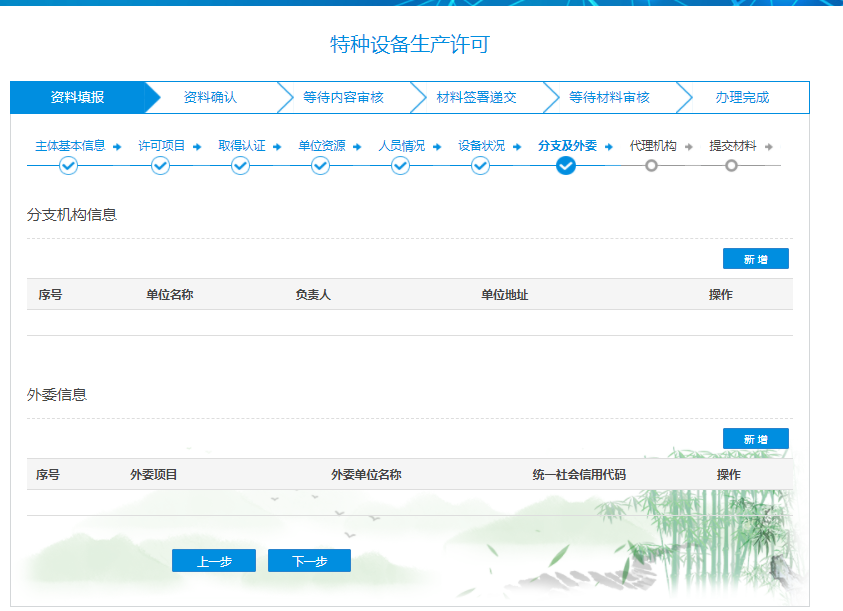 特种设备生产许可
资料填报 资料确认 等待内容审核 材料签署递交 等待材料审核 办理完成
主体基本信息 许可项目 取得认证 单位资源 人员情况 设备状况 分支及外委 代理机构 提交材料
分支机构信息
新增
序号 单位名称 负责人 单位地址 操作
外委信息
新增
序号 外委项目 外委单位名称 统一社会信用代码 操作
上一步 下一步